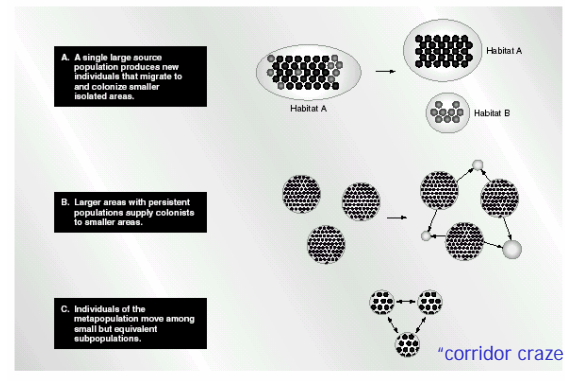 A. A single large source
population produces new
individuals that migrate to
and colonize smaller
isolated areas.
Habitat A
Habitat A
Habitat B
B. Larger areas with persistent
populations supply colonists
to smaller areas.
C. Individuals of the
metapopulation move among
small but equivalent
subpopulations.
“corridor craze